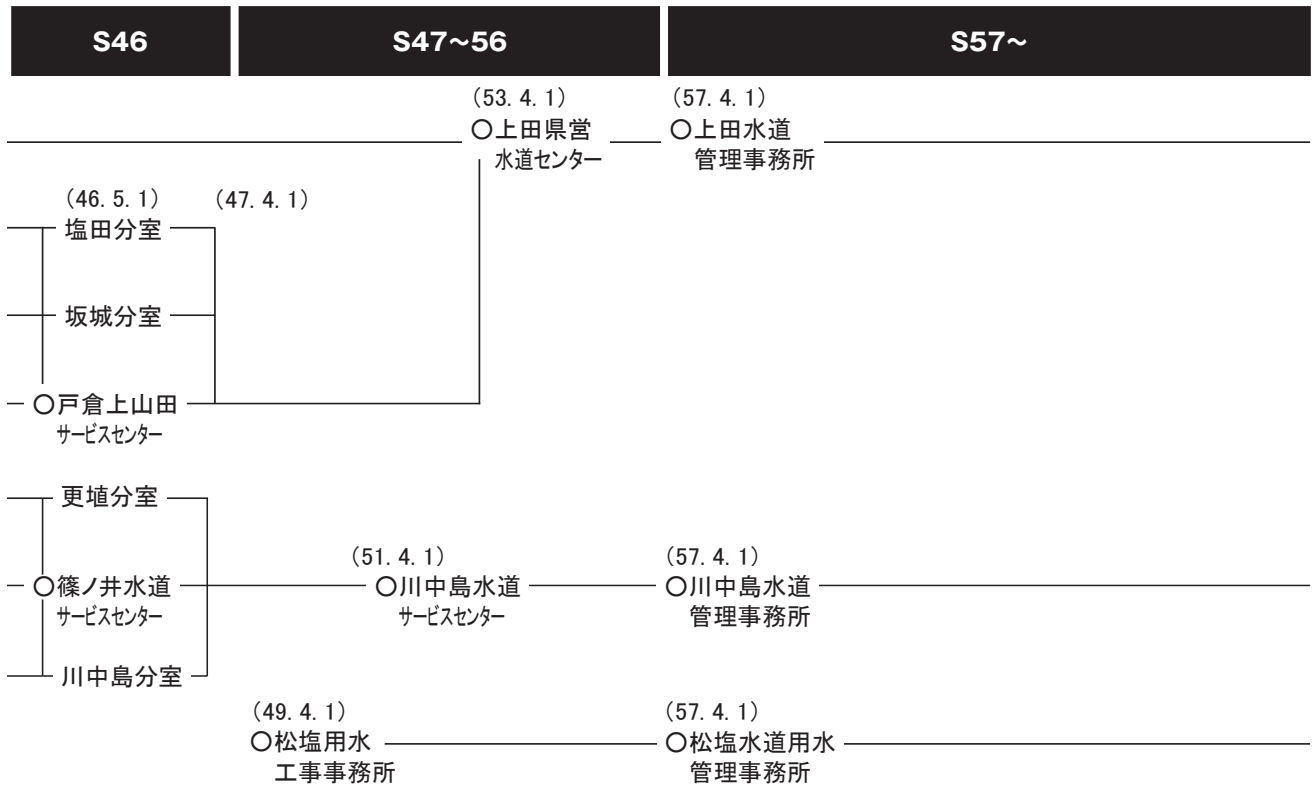 S46
S47~56
S57~
(53. 4. 1)
(57. 4. 1)
○上田県営
水道センター
○上田水道
管理事務所
(46. 5. 1)
(47. 4. 1)
塩田分室
坂城分室
○戸倉上山田
サービスセンター
更埴分室
(51. 4. 1)
(57. 4. 1)
○篠ノ井水道
サービスセンター
○川中島水道
サービスセンター
○川中島水道
管理事務所
川中島分室
(49. 4. 1)
(57. 4. 1)
○松塩用水
工事事務所
○松塩水道用水
管理事務所